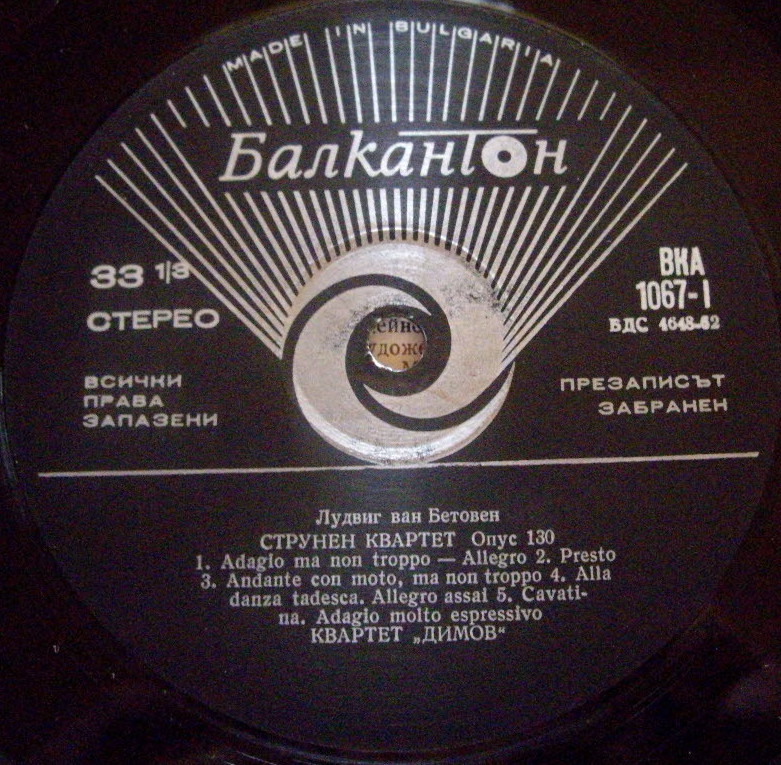 MADE IN BULGARIA
Балкантон
33 1/3
СТЕРЕО
ВКА
1067-I
БДС 4648-62
ВСИЧКИ
ПРАВА
ЗАПАЗЕНИ
ПРЕЗАПИСЪТ
ЗАБРАНЕН
Лудвиг ван Бетовен
СТРУНЕН КВАРТЕТ Опус 130
1. Adagio ma non troppo — Allegro 2. Presto
3. Andante con moto, ma non troppo 4. Alla
danza tadesca. Allegro assai 5. Cavati-
na. Adagio molto espressivo
КВАРТЕТ „ДИМОВ“